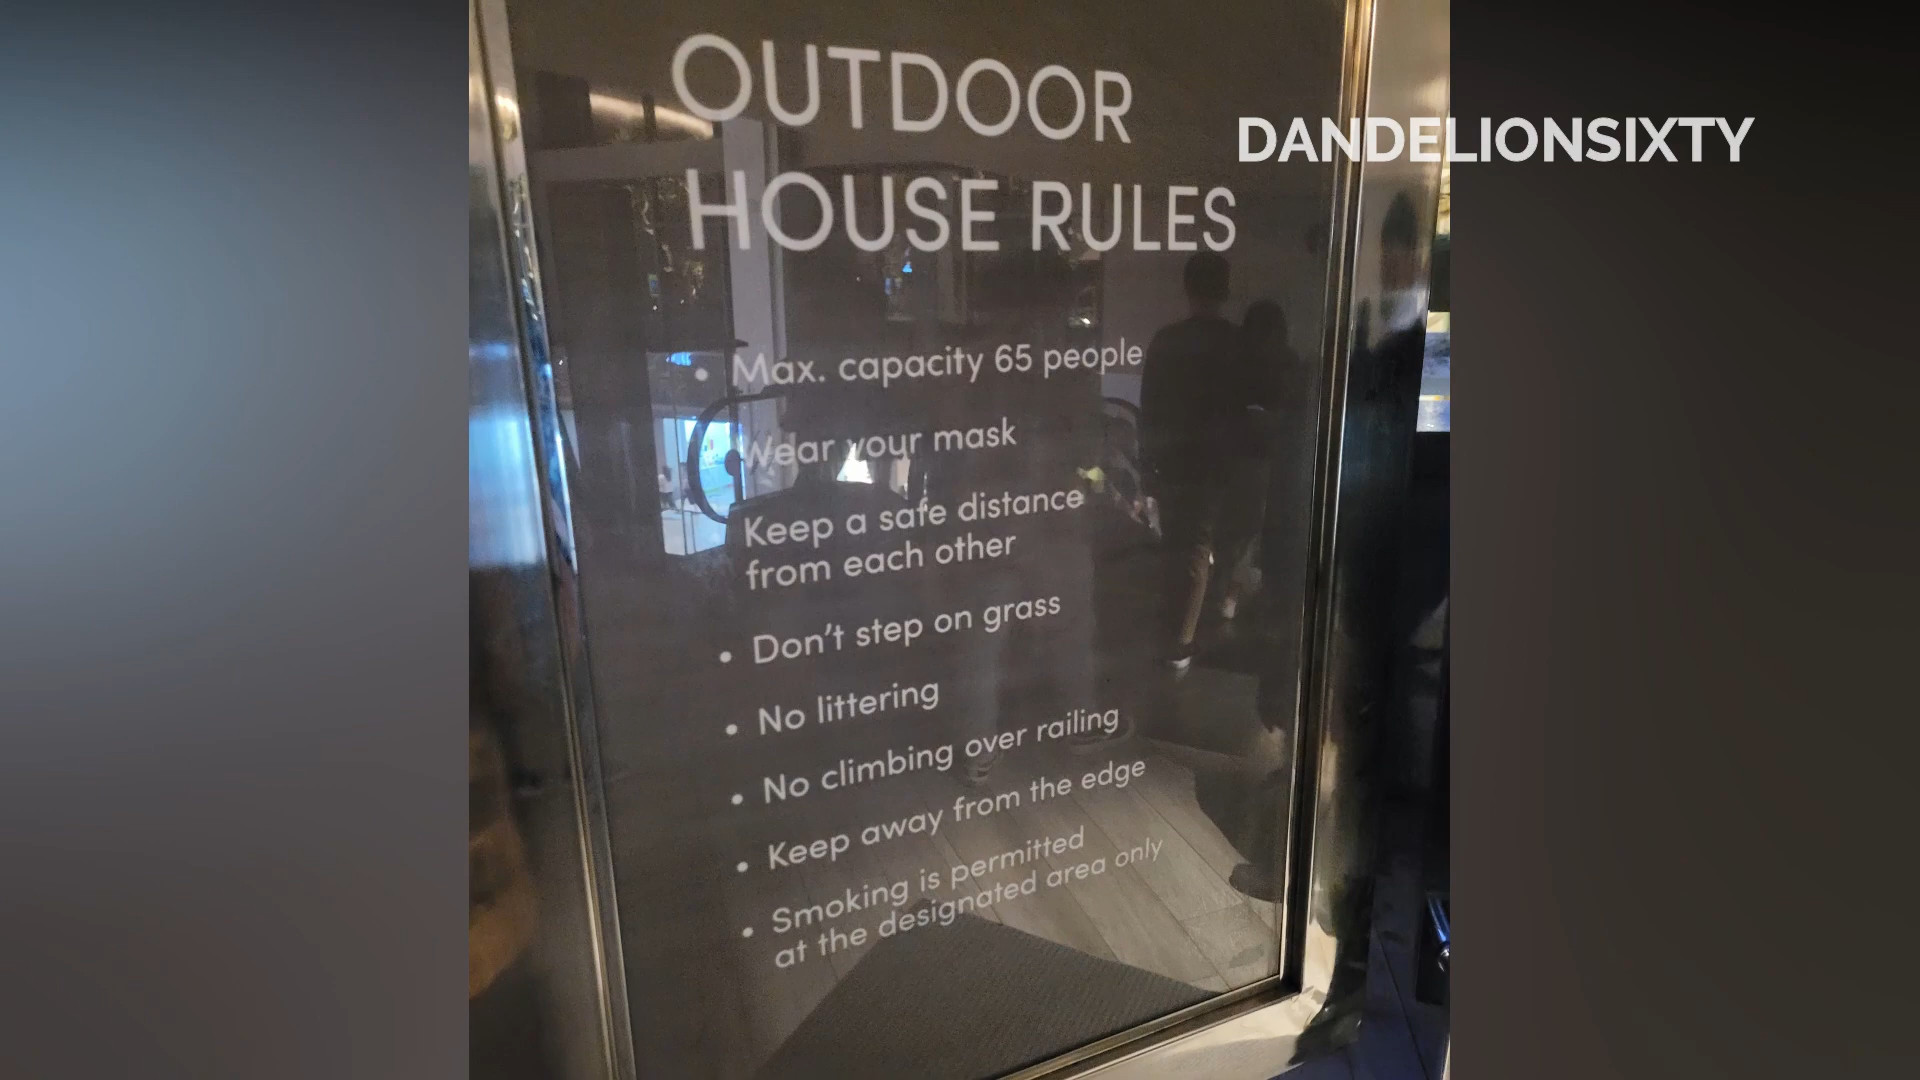 OUTDOOR
HOUSE RULES
DANDELIONSIXTY
• Max. capacity 65 people
Wear your mask
Keep a safe distance
from each other
• Don't step on grass
• No littering
• No climbing over railing
• Keep away from the edge
• Smoking is permitted
at the designated area only